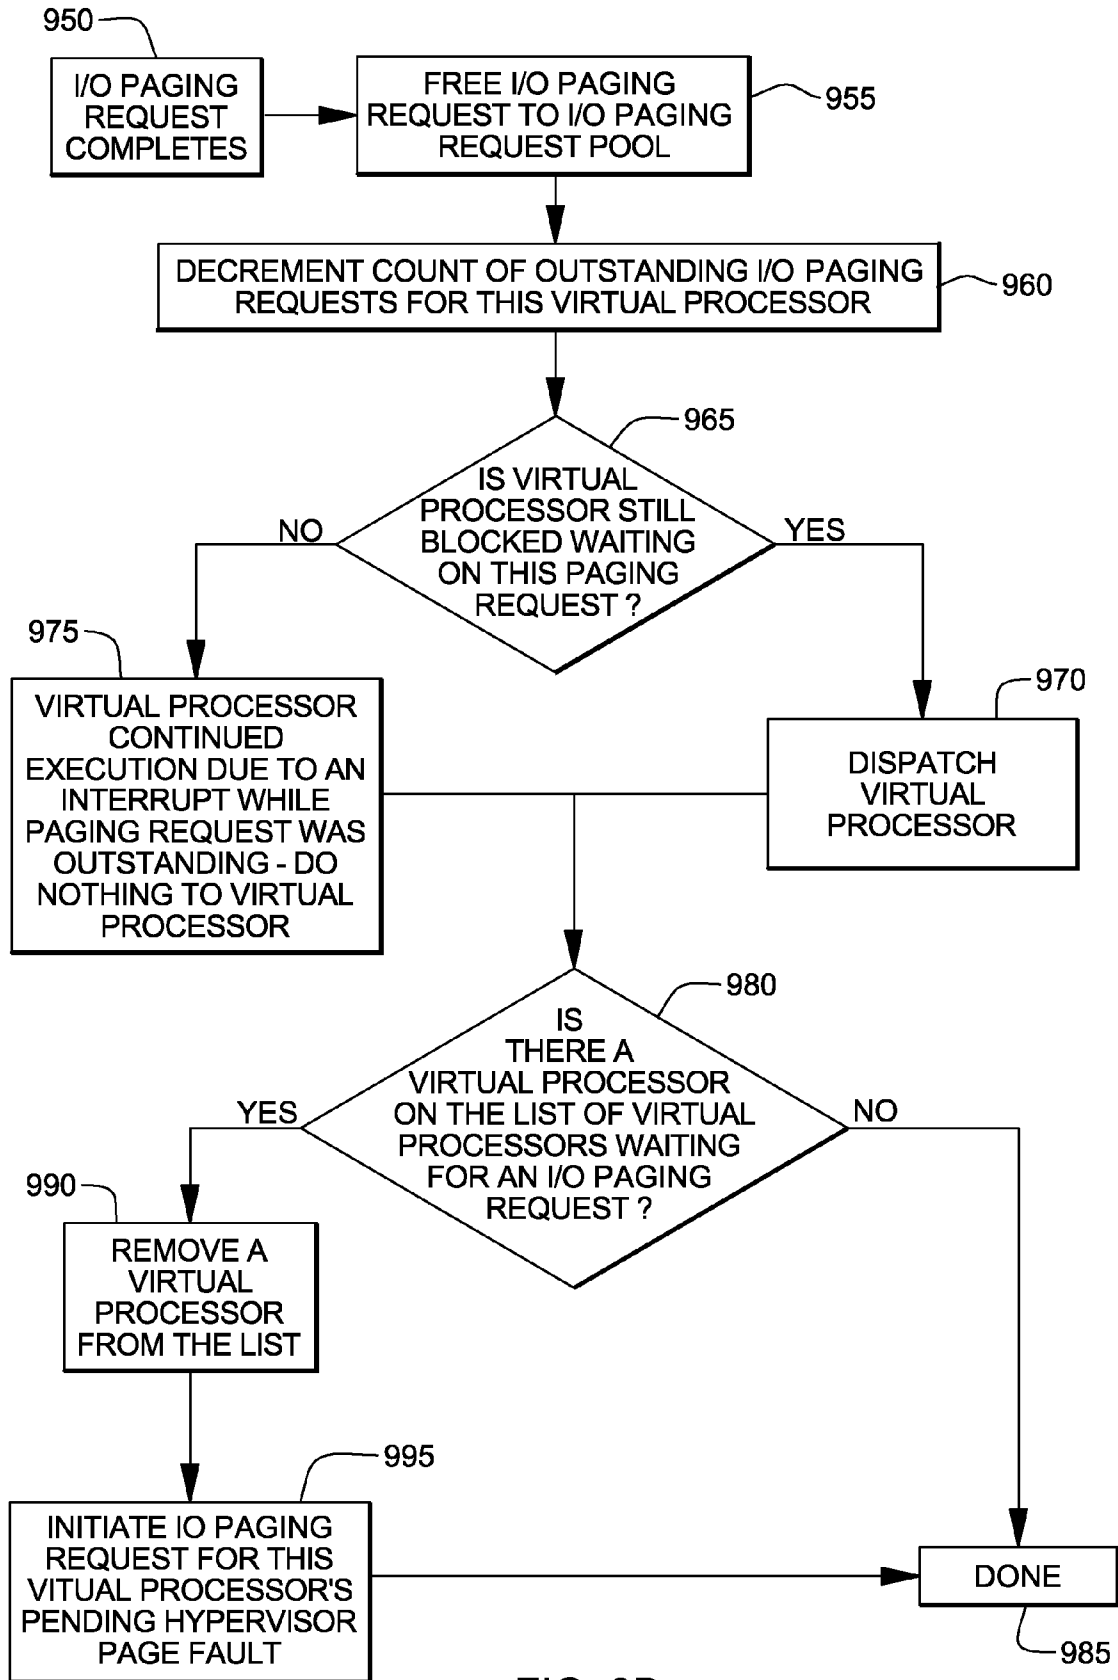 950
I/O PAGING
REQUEST
COMPLETES
FREE I/O PAGING
REQUEST TO I/O PAGING
REQUEST POOL
955
DECREMENT COUNT OF OUTSTANDING I/O PAGING
REQUESTS FOR THIS VIRTUAL PROCESSOR
960
965
IS VIRTUAL
PROCESSOR STILL
BLOCKED WAITING
ON THIS PAGING
REQUEST ?
NO
YES
975
VIRTUAL PROCESSOR
CONTINUED
EXECUTION DUE TO AN
INTERRUPT WHILE
PAGING REQUEST WAS
OUTSTANDING - DO
NOTHING TO VIRTUAL
PROCESSOR
970
DISPATCH
VIRTUAL
PROCESSOR
980
IS
THERE A
VIRTUAL PROCESSOR
ON THE LIST OF VIRTUAL
PROCESSORS WAITING
FOR AN I/O PAGING
REQUEST ?
YES
NO
990
REMOVE A
VIRTUAL
PROCESSOR
FROM THE LIST
995
INITIATE IO PAGING
REQUEST FOR THIS
VITUAL PROCESSOR'S
PENDING HYPERVISOR
PAGE FAULT
DONE
985